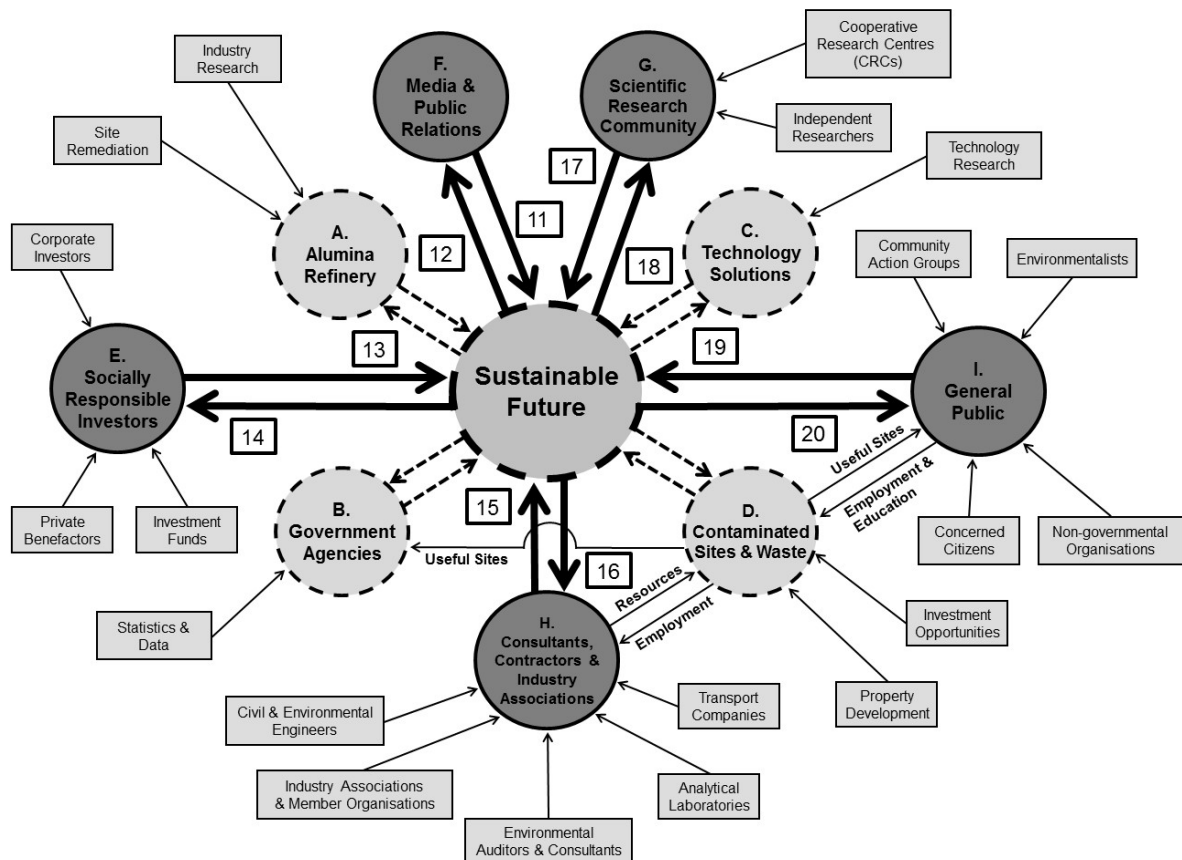 Cooperative
Research Centres
(CRCs)
Industry
Research
F.
Media &
Public
Relations
G.
Scientific
Research
Community
Independent
Researchers
Site
Remediation
Technology
Research
17
11
A.
Alumina
Refinery
12
18
C.
Technology
Solutions
Corporate
Investors
Community
Action Groups
Environmentalists
13
19
E.
Socially
Responsible
Investors
Sustainable
Future
I.
General
Public
14
20
Useful Sites
Employment &
Education
Private
Benefactors
Investment
Funds
B.
Government
Agencies
15
D.
Contaminated
Sites & Waste
Concerned
Citizens
Non-governmental
Organisations
Useful Sites
16
Resources
Employment
Statistics &
Data
H.
Consultants,
Contractors &
Industry
Associations
Investment
Opportunities
Civil & Environmental
Engineers
Transport
Companies
Property
Development
Industry Associations
& Member Organisations
Analytical
Laboratories
Environmental
Auditors & Consultants